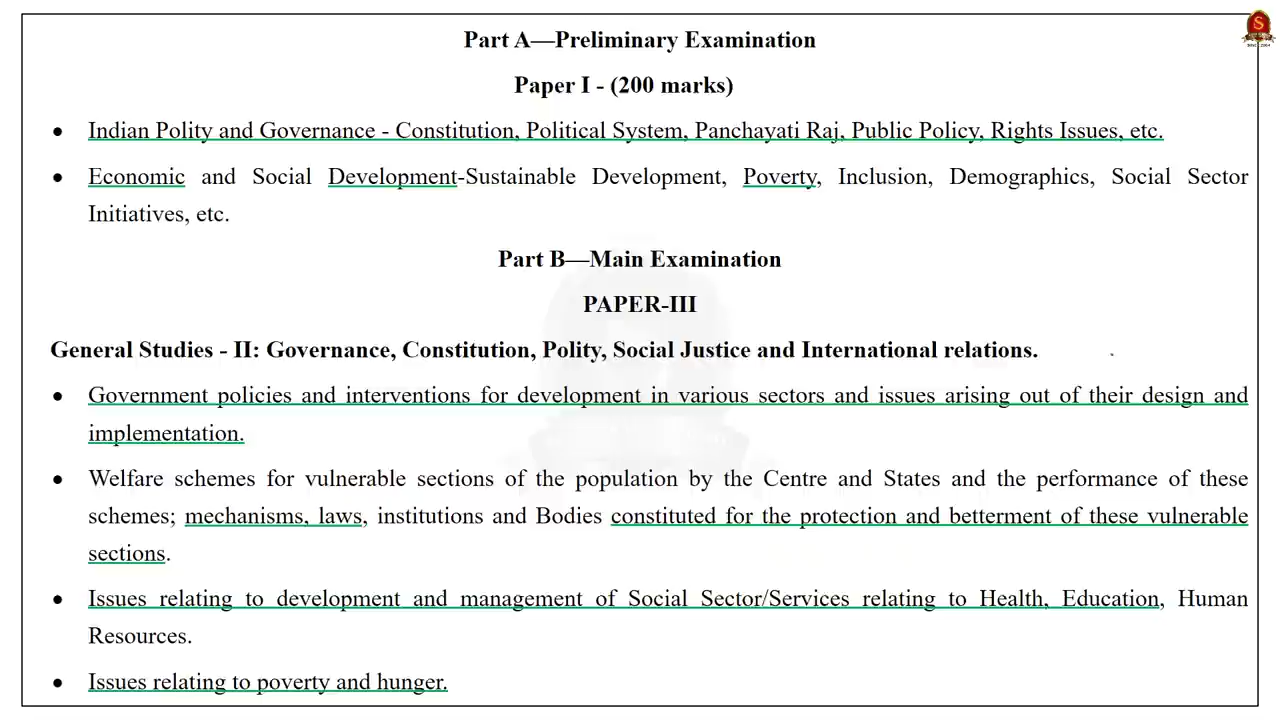 Part A—Preliminary Examination
Paper I - (200 marks)
• Indian Polity and Governance - Constitution, Political System, Panchayati Raj, Public Policy, Rights Issues, etc.
• Economic and Social Development-Sustainable Development, Poverty, Inclusion, Demographics, Social Sector
Initiatives, etc.
Part B—Main Examination
PAPER-III
General Studies - II: Governance, Constitution, Polity, Social Justice and International relations.
• Government policies and interventions for development in various sectors and issues arising out of their design and
implementation.
• Welfare schemes for vulnerable sections of the population by the Centre and States and the performance of these
schemes; mechanisms, laws, institutions and Bodies constituted for the protection and betterment of these vulnerable
sections.
• Issues relating to development and management of Social Sector/Services relating to Health, Education, Human
Resources.
• Issues relating to poverty and hunger.